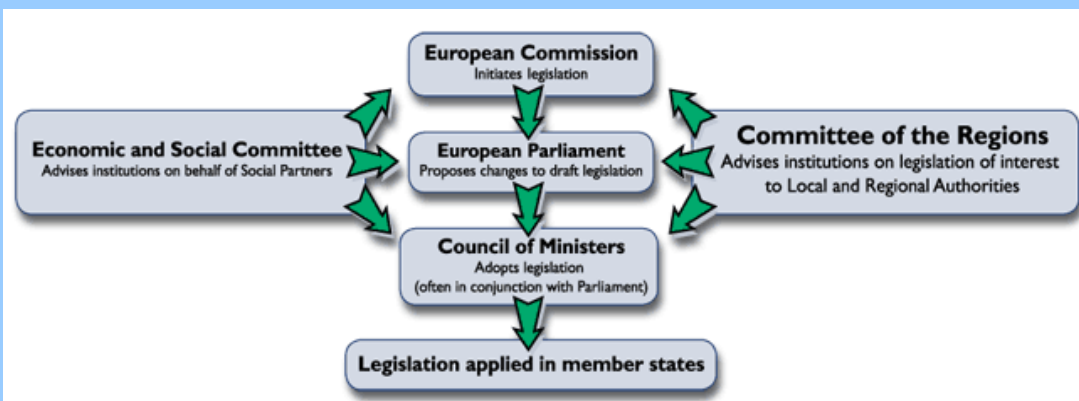 European Commission
Initiates legislation
Economic and Social Committee
Advises institutions on behalf of Social Partners
European Parliament
Proposes changes to draft legislation
Committee of the Regions
Advises institutions on legislation of interest
to Local and Regional Authorities
Council of Ministers
Adopts legislation
(often in conjunction with Parliament)
Legislation applied in member states